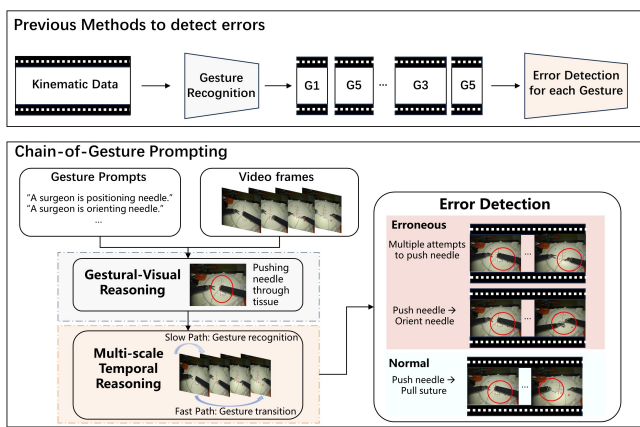 Previous Methods to detect errors
Kinematic Data
Gesture
Recognition
G1
G5
...
G3
G5
Error Detection
for each Gesture
Chain-of-Gesture Prompting
Gesture Prompts
“A surgeon is positioning needle.”
“A surgeon is orienting needle.”
...
Video frames
Gestural-Visual
Reasoning
Pushing
needle
through
tissue
Slow Path: Gesture recognition
Multi-scale
Temporal
Reasoning
Fast Path: Gesture transition
Error Detection
Erroneous
Multiple attempts
to push needle
...
Push needle →
Orient needle
...
Normal
Push needle →
Pull suture
...